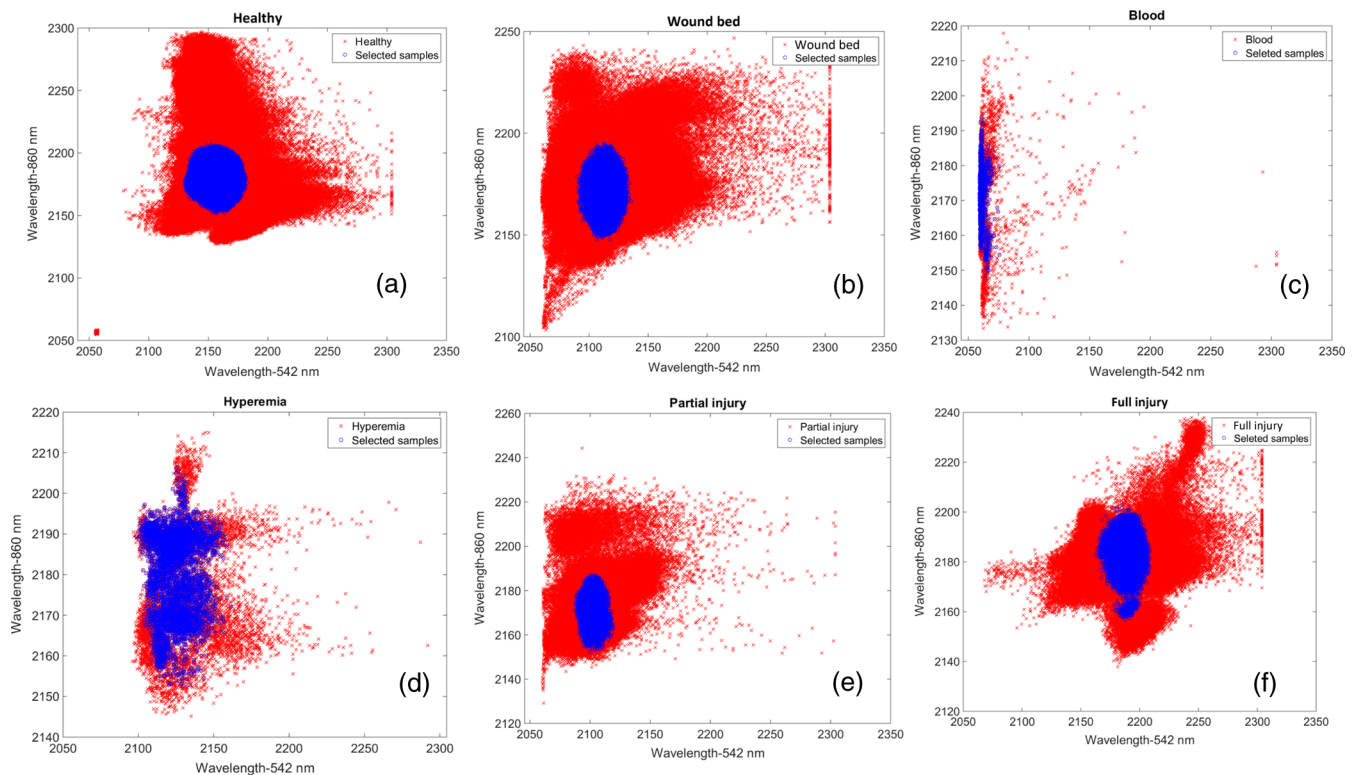 Healthy
Healthy
Selected samples
2300
2250
2200
2150
2100
2050
Wavelength-860 nm
2050 2100 2150 2200 2250 2300 2350
Wavelength-542 nm
(a)
Wound bed
Wound bed
Selected samples
2250
2200
2150
2100
Wavelength-860 nm
2050 2100 2150 2200 2250 2300 2350
Wavelength-542 nm
(b)
Blood
Blood
Seleted samples
2220
2210
2200
2190
2180
2170
2160
2150
2140
2130
Wavelength-860 nm
2050 2100 2150 2200 2250 2300 2350
Wavelength-542 nm
(c)
Hyperemia
Hyperemia
Selected samples
2220
2210
2200
2190
2180
2170
2160
2150
2140
Wavelength-860 nm
2050 2100 2150 2200 2250 2300
Wavelength-542 nm
(d)
Partial injury
Partial injury
Selected samples
2260
2240
2220
2200
2180
2160
2140
2120
Wavelength-860 nm
2050 2100 2150 2200 2250 2300 2350
Wavelength-542 nm
(e)
Full injury
Full injury
Seleted samples
2240
2220
2200
2180
2160
2140
2120
Wavelength-860 nm
2050 2100 2150 2200 2250 2300 2350
Wavelength-542 nm
(f)